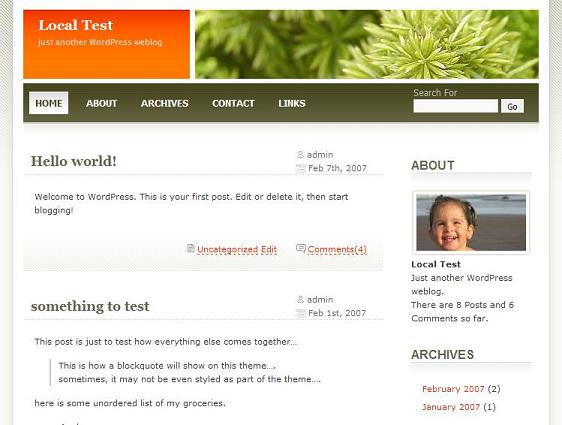 Local Test
Just another WordPress weblog
HOME ABOUT ARCHIVES CONTACT LINKS
Search For
Go
Hello world!
admin
Feb 7th, 2007
Welcome to WordPress. This is your first post. Edit or delete it, then start
blogging!
Uncategorized Edit Comments(4)
something to test
admin
Feb 1st, 2007
This post is just to test how everything else comes together...
This is how a blockquote will show on this theme....
sometimes, it may not be even styled as part of the theme....
here is some unordered list of my groceries.
ABOUT
Local Test
Just another WordPress
weblog.
There are 8 Posts and 6
Comments so far.
ARCHIVES
February 2007 (2)
January 2007 (1)